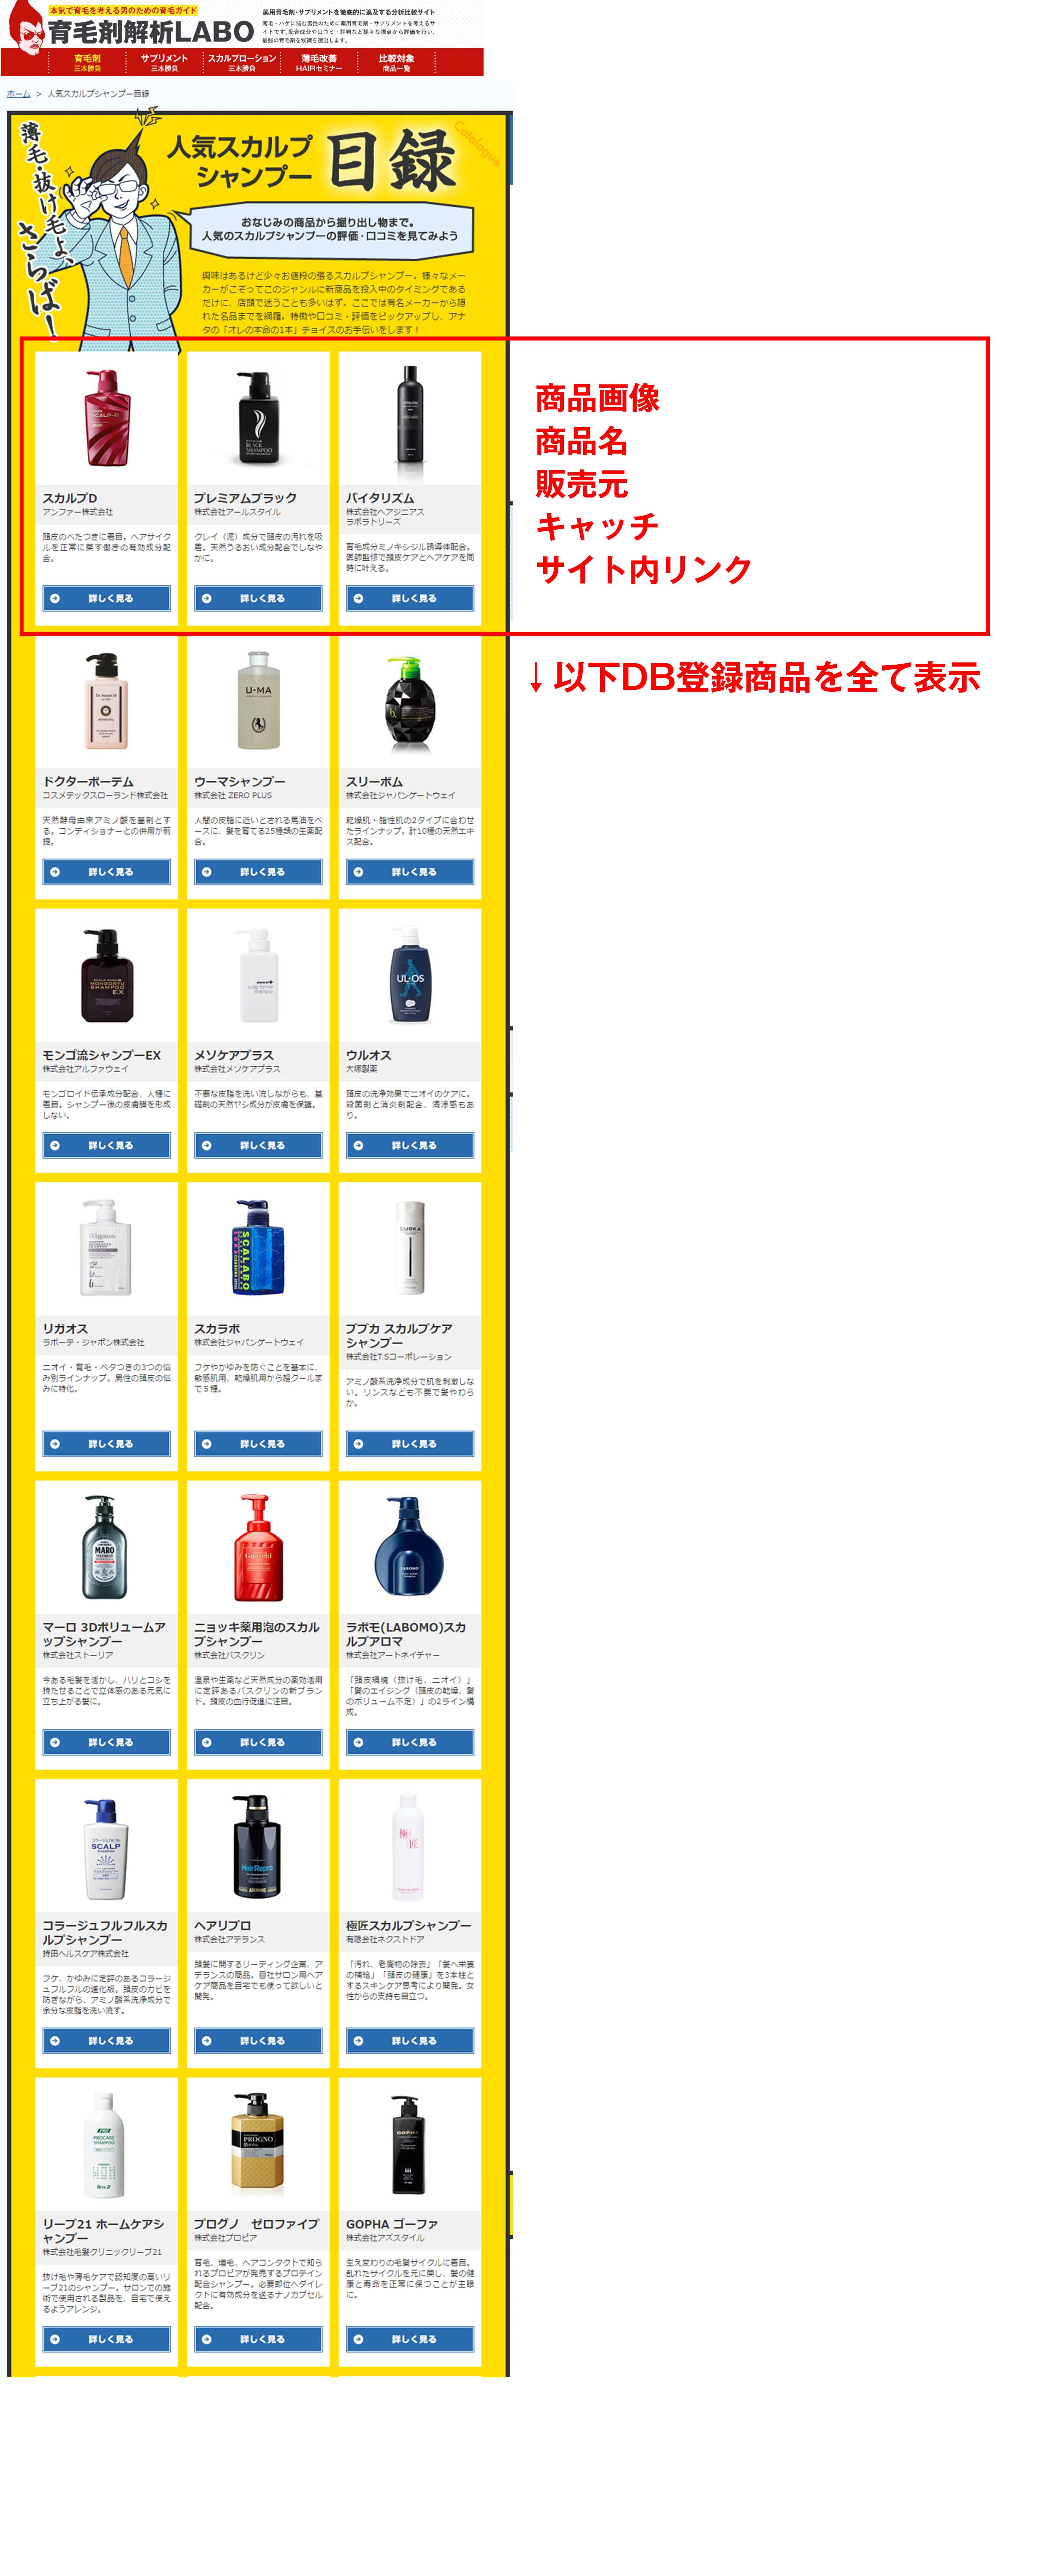 本気で育毛を考える男のための育毛ガイド
育毛剤解析LABO
薬用育毛剤・サプリメントを徹底的に追及する分析比較サイト
薄毛・ハゲに悩む男性のために薬用育毛剤・サプリメントを考えるサ
イトです。配合成分や口コミ・評判など様々な視点から評価を行い、
最強の育毛剤を候補を選出します。
育毛剤
三本勝負
サプリメント
三本勝負
スカルプローション
三本勝負
薄毛改善
HAIRセミナー
比較対象
商品一覧
ホーム > 人気スカルプシャンプー目録
薄毛・抜け毛よ、
さらば！
人気スカルプ
シャンプー
目録
Catalogue
おなじみの商品から掘り出し物まで。
人気のスカルプシャンプーの評価・口コミを見てみよう
興味はあるけど少々お値段の張るスカルプシャンプー。様々なメー
カーがこぞってこのジャンルに新商品を投入中のタイミングである
だけに、店頭で迷うことも多いはず。ここでは有名メーカーから隠
れた名品までを網羅。特徴や口コミ・評価をピックアップし、アナ
タの「オレの本命の1本」チョイスのお手伝いをします！
商品画像
商品名
販売元
キャッチ
サイト内リンク
スカルプD
アンファー株式会社
頭皮のべたつきに着目。ヘアサイク
ルを正常に戻す働きの有効成分配
合。
詳しく見る
プレミアムブラック
株式会社アールスタイル
クレイ（泥）成分で頭皮の汚れを吸
着。天然うるおい成分配合でしなや
かに。
詳しく見る
バイタリズム
株式会社ヘアジニアス
ラボラトリーズ
育毛成分ミノキシジル誘導体配合。
医師監修で頭皮ケアとヘアケアを同
時に叶える。
詳しく見る
↓以下DB登録商品を全て表示
U-MA
ドクターボーテム
コスメテックスローランド株式会社
天然酵母由来アミノ酸を基剤とす
る。コンディショナーとの併用が前
提。
詳しく見る
ウーマシャンプー
株式会社 ZERO PLUS
人間の皮脂に近いとされる馬油をベ
ースに、髪を育てる25種類の生薬配
合。
詳しく見る
スリーボム
株式会社ジャパンゲートウェイ
乾燥肌・脂性肌の2タイプに合わせ
たラインナップ。計10種の天然エキ
ス配合。
詳しく見る
UL・OS
モンゴ流シャンプーEX
株式会社アルファウェイ
モンゴロイド伝承成分配合、人種に
着目。シャンプー後の皮膚膜を形成
しない。
詳しく見る
メソケアプラス
株式会社メソケアプラス
不要な皮脂を洗い流しながらも、基
礎剤の天然ヤシ成分が皮膚を保護。
詳しく見る
ウルオス
大塚製薬
頭皮の洗浄効果でニオイのケアに。
殺菌剤と消炎剤配合、清涼感もあ
り。
詳しく見る
SCALABO
リガオス
ラボーテ・ジャポン株式会社
ニオイ・育毛・ベタつきの3つの悩
み別ラインナップ。男性の頭皮の悩
みに特化。
詳しく見る
スカラボ
株式会社ジャパンゲートウェイ
フケやかゆみを防ぐことを基本に、
敏感肌用、乾燥肌用から超クールま
で５種。
詳しく見る
ブブカ スカルプケア
シャンプー
株式会社T.Sコーポレーション
アミノ酸系洗浄成分で肌を刺激しな
い。リンスなども不要で髪やわら
か。
詳しく見る
MARO
LABOMO
マーロ 3Dボリュームア
ップシャンプー
株式会社ストーリア
今ある毛髪を活かし、ハリとコシを
持たせることで立体感のある元気に
立ち上がる髪に。
詳しく見る
ニョッキ薬用泡のスカル
プシャンプー
株式会社バスクリン
温泉や生薬など天然成分の薬効活用
に定評あるバスクリンの新ブラン
ド。頭皮の血行促進に注目。
詳しく見る
ラボモ(LABOMO)スカ
ルプアロマ
株式会社アートネイチャー
「頭皮環境（抜け毛、ニオイ）」
「髪のエイジング（頭皮の乾燥、髪
のボリューム不足）」の2ライン構
成。
詳しく見る
SCALP
HairRepro
極匠
コラージュフルフルスカ
ルプシャンプー
持田ヘルスケア株式会社
フケ、かゆみに定評のあるコラージ
ュフルフルの進化版。頭皮のカビを
防ぎながら、アミノ酸系洗浄成分で
余分な皮脂を洗い流す。
詳しく見る
ヘアリプロ
株式会社アデランス
頭髪に関するリーディング企業、ア
デランスの商品。自社サロン用ヘア
ケア商品を自宅でも使って欲しいと
開発。
詳しく見る
極匠スカルプシャンプー
有限会社ネクストドア
「汚れ、老廃物の除去」「髪へ栄養
の補給」「頭皮の健康」を3本柱と
するスキンケア思考により開発。女
性からの支持も目立つ。
詳しく見る
PRO
PROCARE
SHAMPOO
PROGNO
GOPHA
リーブ21 ホームケアシ
ャンプー
株式会社毛髪クリニックリーブ21
抜け毛や薄毛ケアで認知度の高いリ
ーブ21のシャンプー。サロンでの施
術で使用される製品を、自宅で使え
るようアレンジ。
詳しく見る
プログノ　ゼロファイブ
株式会社プロピア
育毛、増毛、ヘアコンタクトで知ら
れるプロピアが発売するプロテイン
配合シャンプー。必要部位へダイレ
クトに有効成分を送るナノカプセル
配合。
詳しく見る
GOPHA ゴーファ
株式会社アズスタイル
生え変わりの毛髪サイクルに着目。
乱れたサイクルを元に戻し、髪の健
康と寿命を正常に保つことが主眼
に。
詳しく見る